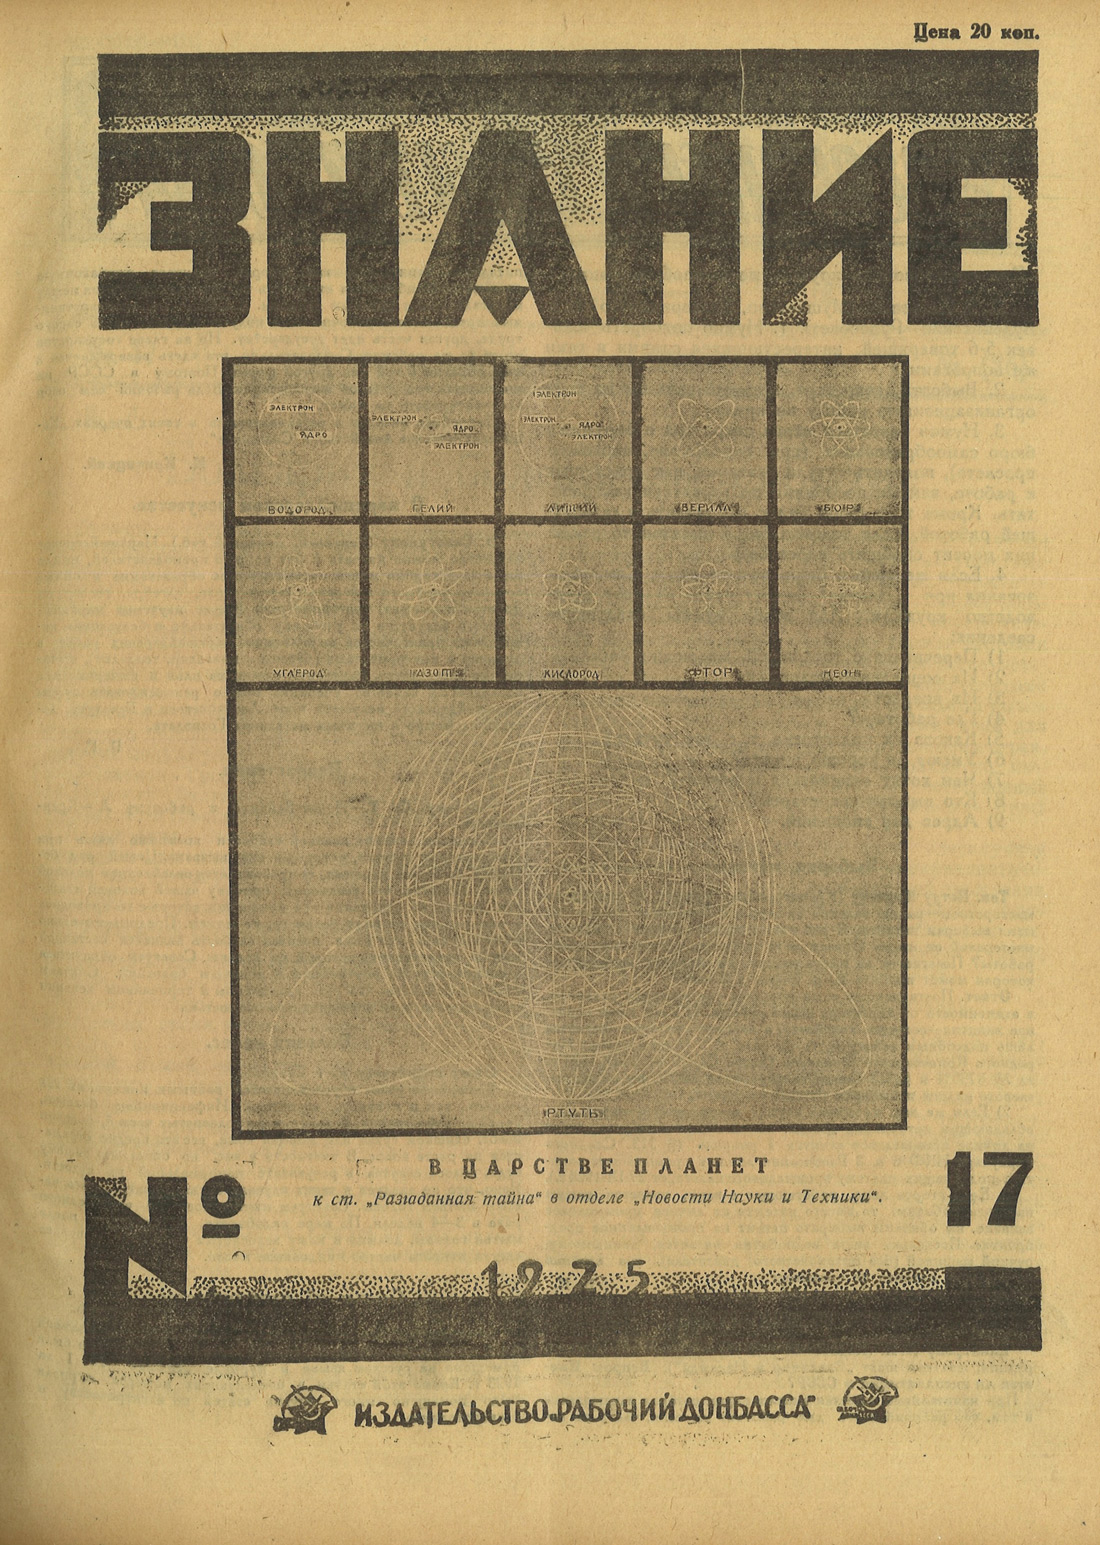 Цена 20 коп.
ЗНАНИЕ
ЭЛЕКТРОН
ЯДРО
ВОДОРОД
ЭЛЕКТРОН
ЯДРО
ЭЛЕКТРОН
ГЕЛИЙ
ЭЛЕКТРОН
ЭЛЕКТРОН
ЯДРО
ЭЛЕКТРОН
ЛИТИЙ
БЕРИЛЛ
БОР
УГЛЕРОД
АЗОТ
КИСЛОРОД
ФТОР
НЕОН
РТУТЬ
В ЦАРСТВЕ ПЛАНЕТ
к ст. „Разгаданная тайна“ в отделе „Новости Науки и Техники“.
№ 17
1925
ИЗДАТЕЛЬСТВО „РАБОЧИЙ ДОНБАССА“